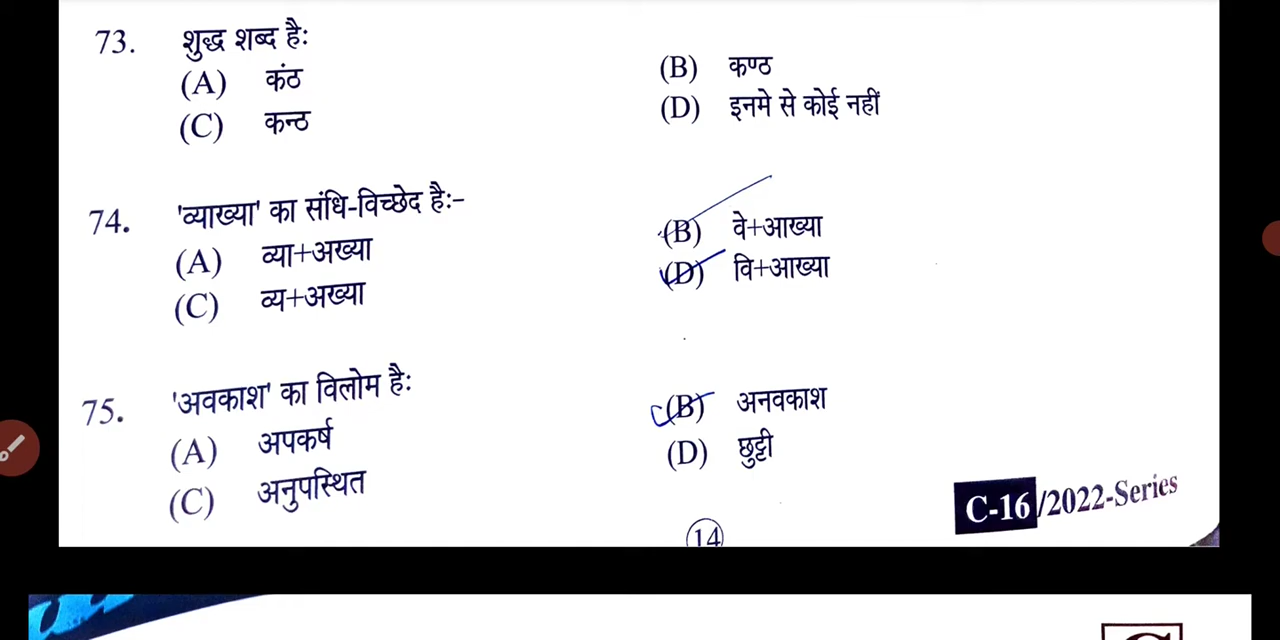 73. शुद्ध शब्द हैः
(A) कंठ (B) कण्ठ
(C) कन्ठ (D) इनमे से कोई नहीं
74. 'व्याख्या' का संधि-विच्छेद हैः-
(A) व्या+अख्या (B) वे+आख्या
(C) व्य+अख्या (D) वि+आख्या
75. 'अवकाश' का विलोम हैः
(A) अपकर्ष (B) अनवकाश
(C) अनुपस्थित (D) छुट्टी
C-16/2022-Series
14